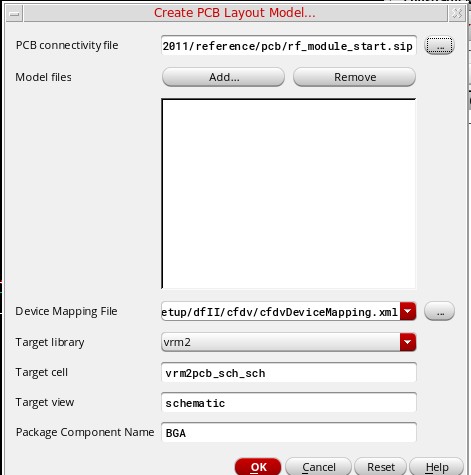 Create PCB Layout Model...
PCB connectivity file 2011/reference/pcb/rf_module_start.sip ...
Model files Add... Remove
Device Mapping File etup/dfII/cfdv/cfdvDeviceMapping.xml ...
Target library vrm2
Target cell vrm2pcb_sch_sch
Target view schematic
Package Component Name BGA
OK Cancel Reset Help